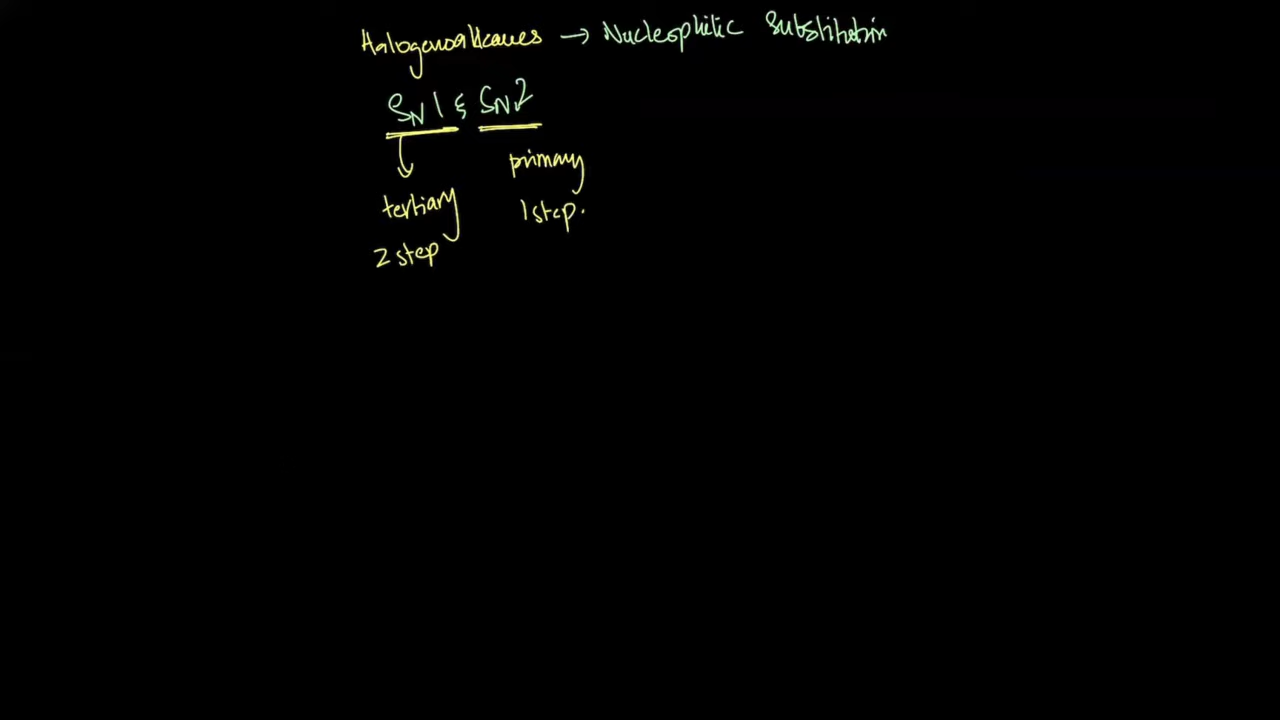 Halogenoalkanes → Nucleophilic Substitution
SN1 & SN2
primary
tertiary
1 step.
2 step